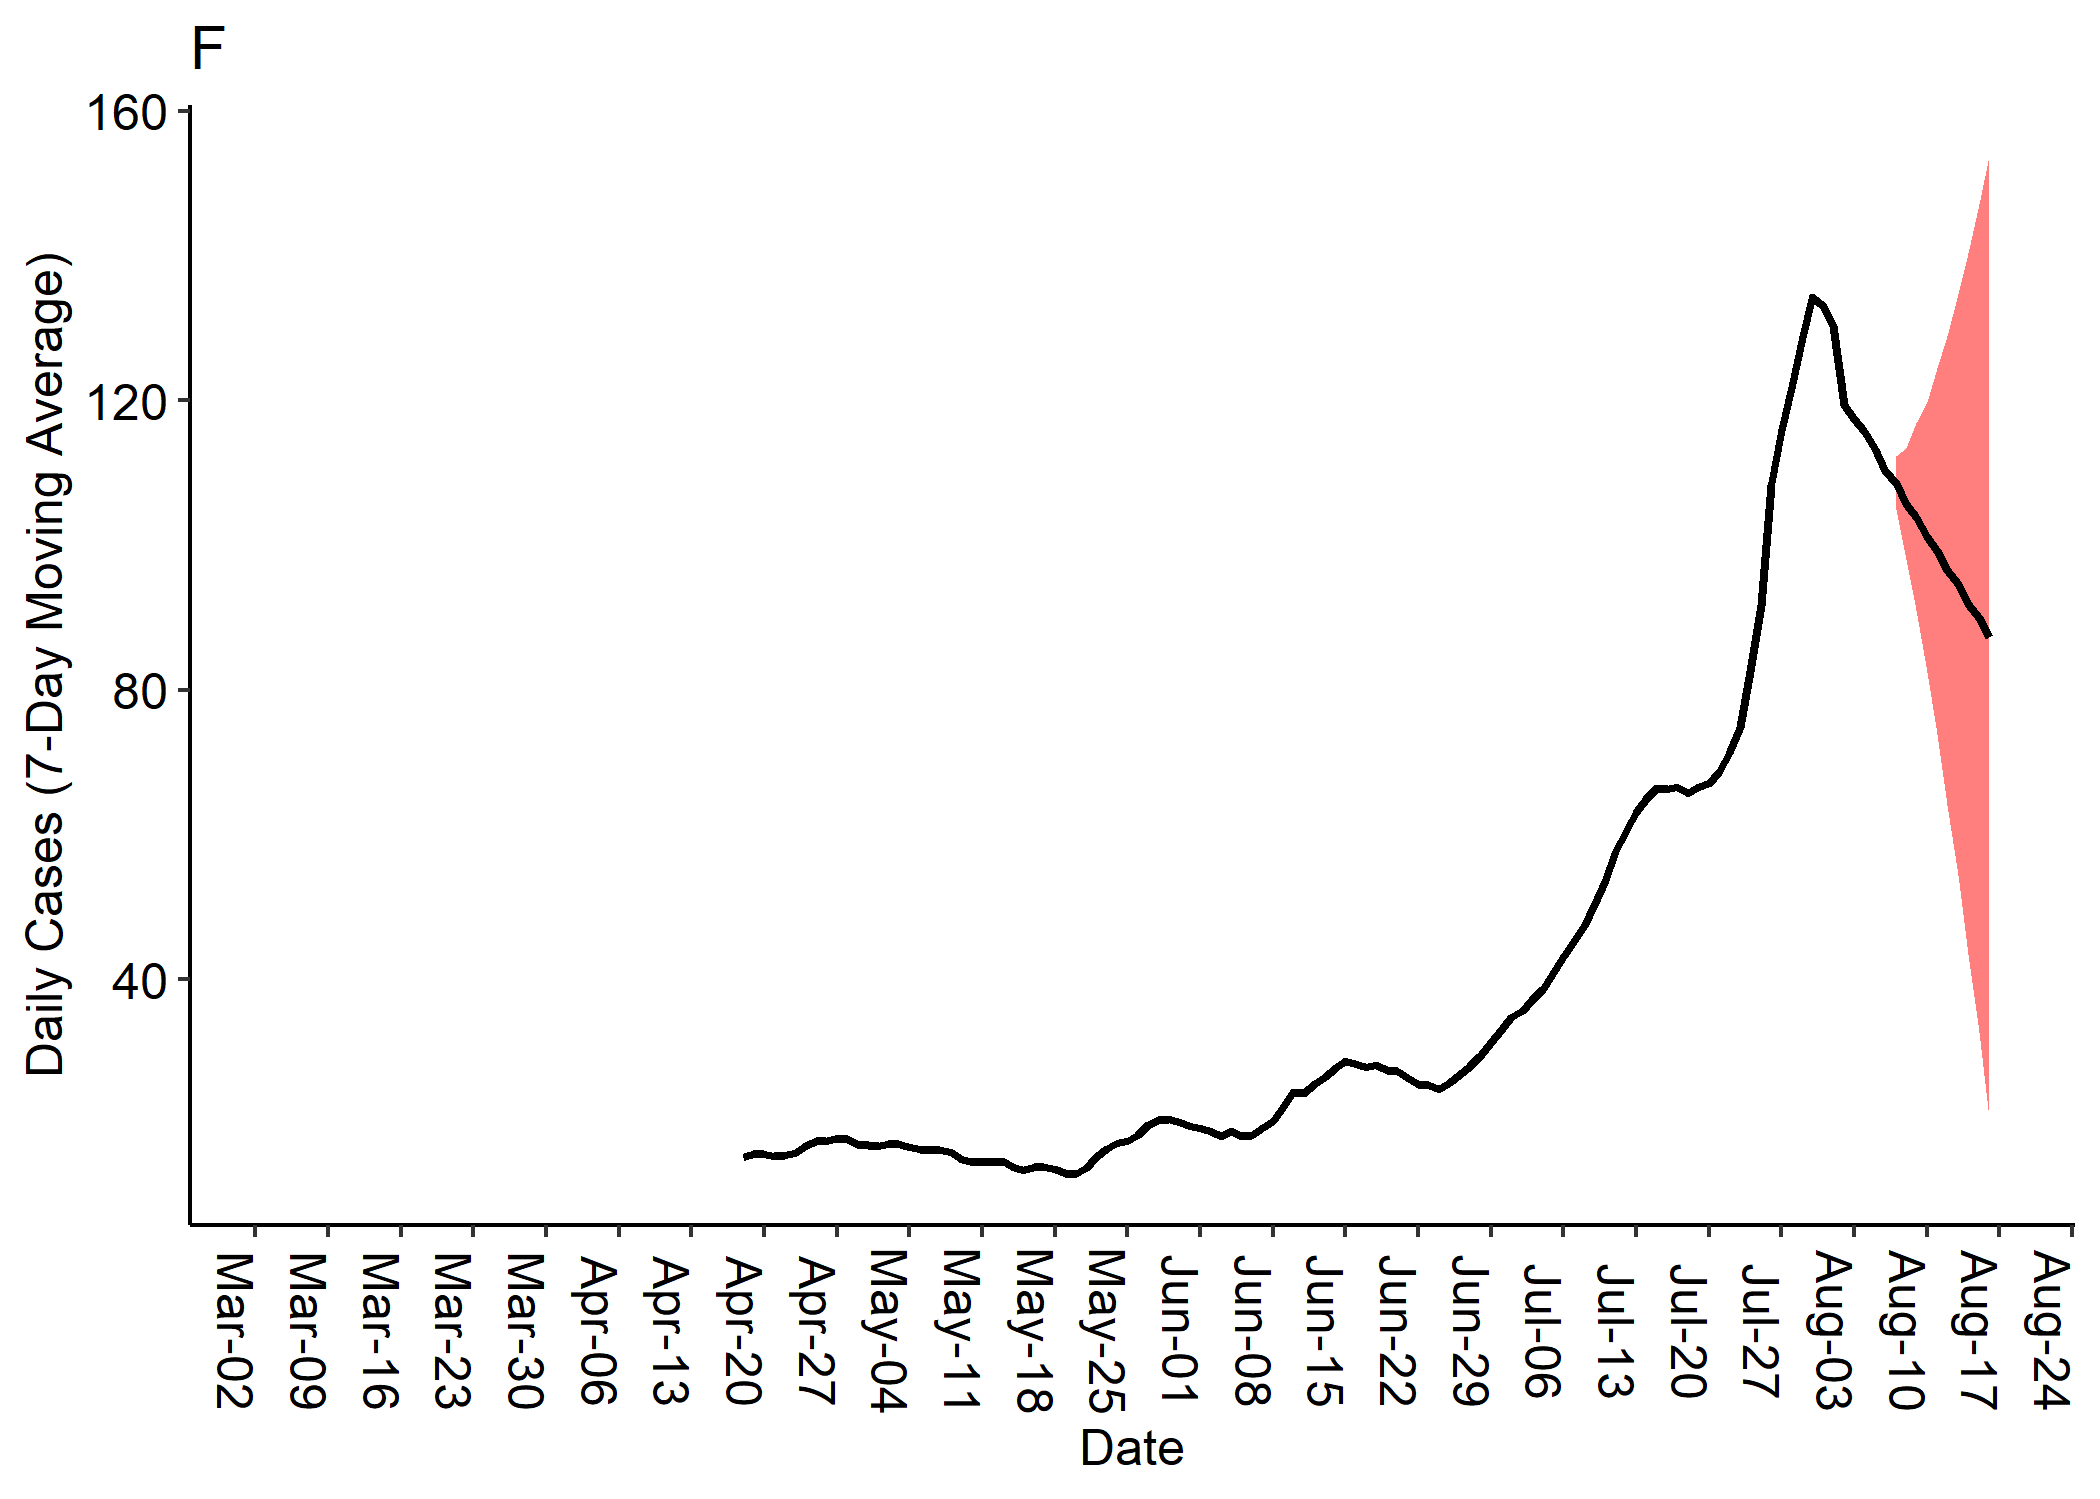 F
160
120
80
40
Daily Cases (7-Day Moving Average)
Mar-02
Mar-09
Mar-16
Mar-23
Mar-30
Apr-06
Apr-13
Apr-20
Apr-27
May-04
May-11
May-18
May-25
Jun-01
Jun-08
Jun-15
Jun-22
Jun-29
Jul-06
Jul-13
Jul-20
Jul-27
Aug-03
Aug-10
Aug-17
Aug-24
Date